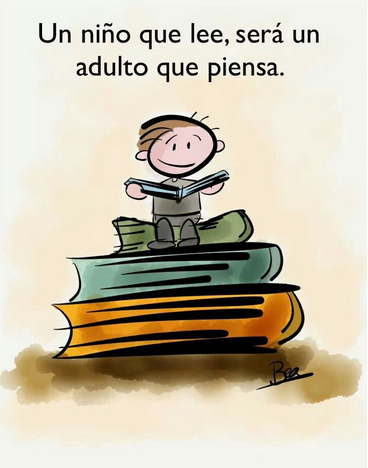 Un niño que lee, será un
adulto que piensa.
Bea